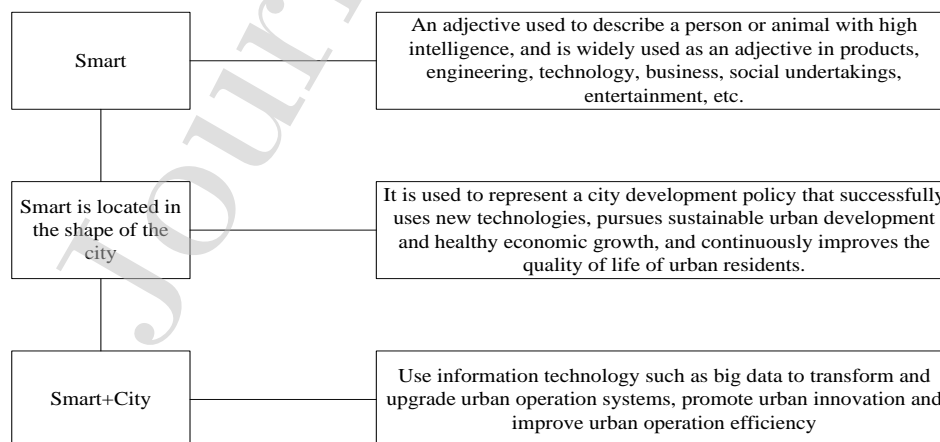 Smart
An adjective used to describe a person or animal with high
intelligence, and is widely used as an adjective in products,
engineering, technology, business, social undertakings,
entertainment, etc.
Smart is located in
the shape of the
city
It is used to represent a city development policy that successfully
uses new technologies, pursues sustainable urban development
and healthy economic growth, and continuously improves the
quality of life of urban residents.
Smart+City
Use information technology such as big data to transform and
upgrade urban operation systems, promote urban innovation and
improve urban operation efficiency
Jour